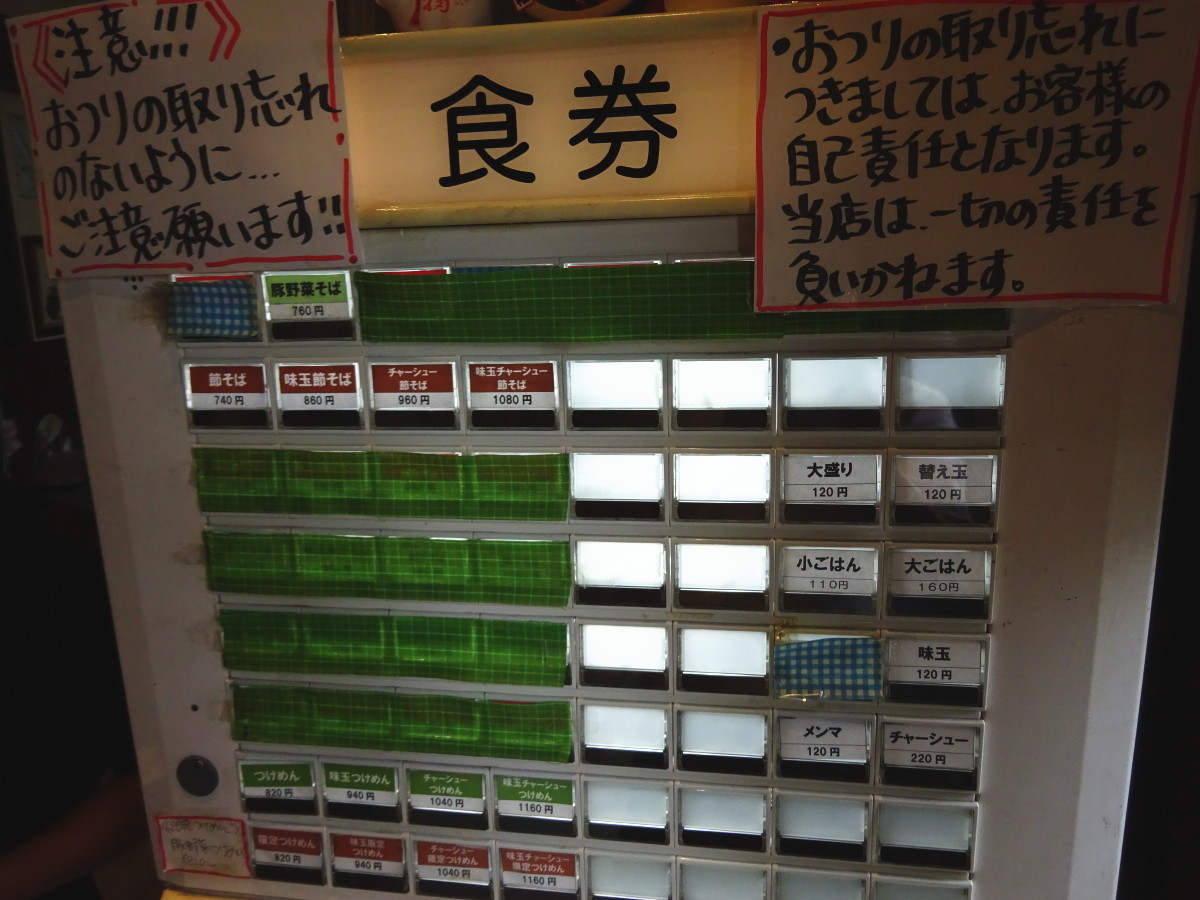 《注意!!!》
おつりの取り忘れ
のないように…
ご注意願います!!
食券
•おつりの取り忘れに
つきましては、お客様の
自己責任となります。
当店は、一切の責任を
負いかねます。
豚野菜そば
760円
節そば
740円
味玉節そば
860円
チャーシュー
節そば
960円
味玉チャーシュー
節そば
1080円
大盛り
120円
替え玉
120円
小ごはん
110円
大ごはん
160円
味玉
120円
メンマ
120円
チャーシュー
220円
つけめん
820円
味玉つけめん
940円
チャーシュー
つけめん
1040円
味玉チャーシュー
つけめん
1160円
限定つけめん
820円
味玉限定
つけめん
940円
チャーシュー
限定つけめん
1040円
味玉チャーシュー
限定つけめん
1160円